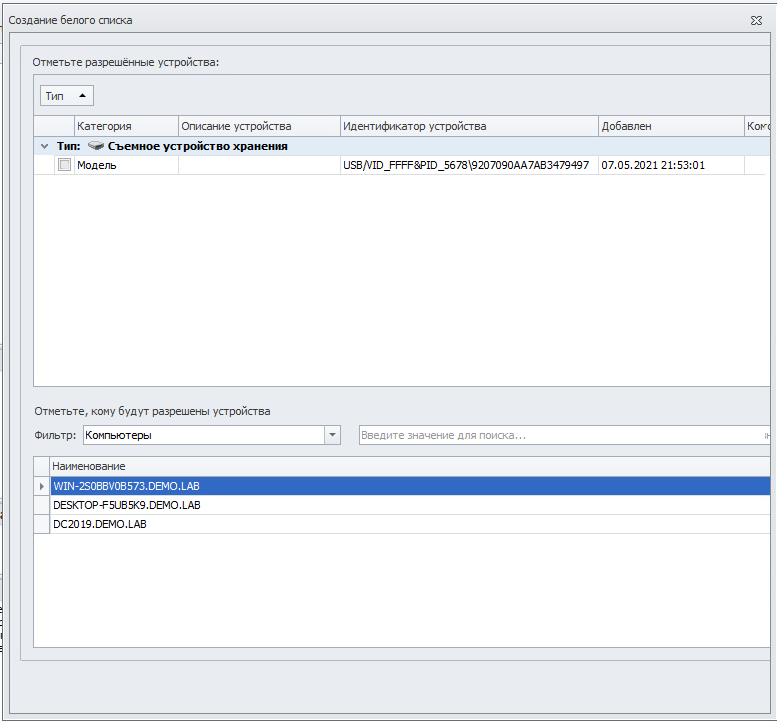 Создание белого списка
Отметьте разрешённые устройства:
Тип
Категория Описание устройства Идентификатор устройства Добавлен
Тип: Съемное устройство хранения
Модель USB/VID_FFFF&PID_5678\9207090AA7AB3479497 07.05.2021 21:53:01
Отметьте, кому будут разрешены устройства
Фильтр: Компьютеры Введите значение для поиска...
Наименование
WIN-2S0BBV0B573.DEMO.LAB
DESKTOP-F5UB5K9.DEMO.LAB
DC2019.DEMO.LAB